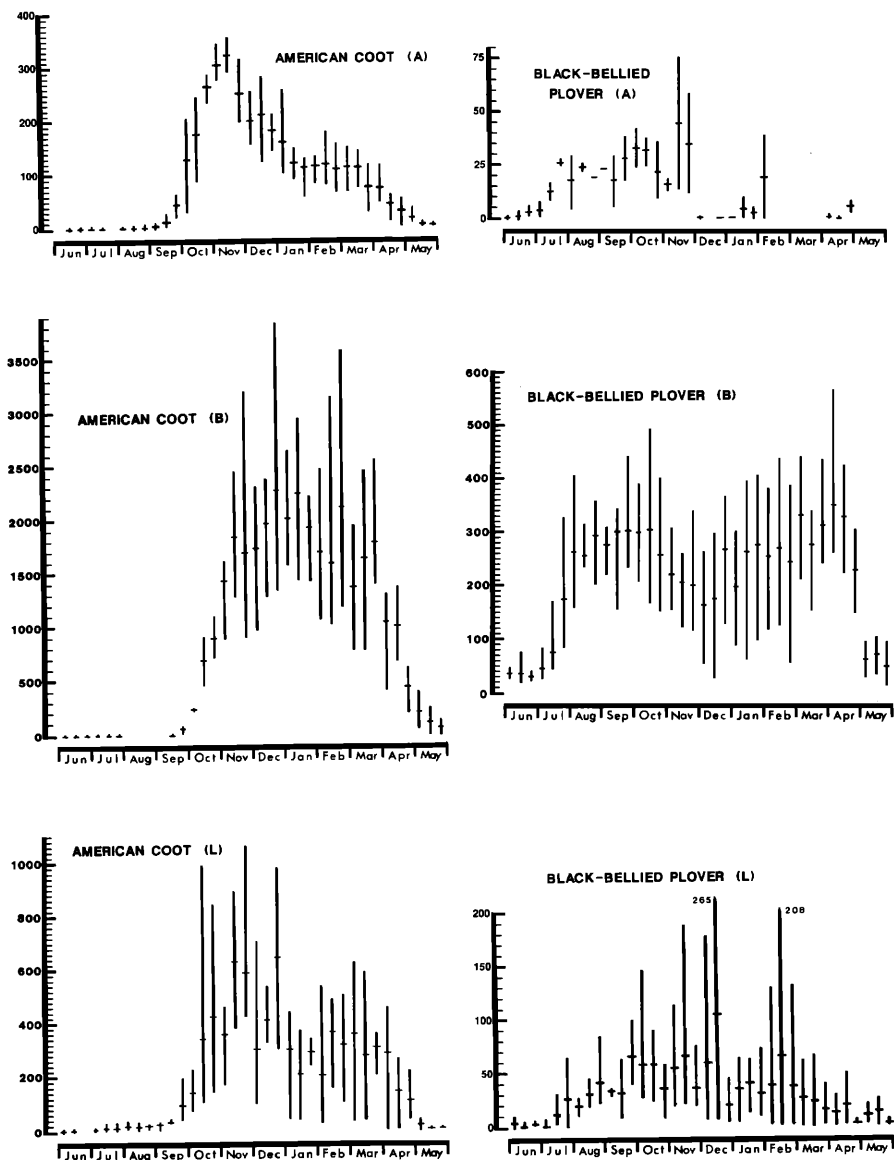 AMERICAN COOT (A)
400
300
200
100
0
Jun Jul Aug Sep Oct Nov Dec Jan Feb Mar Apr May
BLACK-BELLIED
PLOVER (A)
75
50
25
0
Jun Jul Aug Sep Oct Nov Dec Jan Feb Mar Apr May
AMERICAN COOT (B)
3500
3000
2500
2000
1500
1000
500
0
Jun Jul Aug Sep Oct Nov Dec Jan Feb Mar Apr May
BLACK-BELLIED PLOVER (B)
600
500
400
300
200
100
0
Jun Jul Aug Sep Oct Nov Dec Jan Feb Mar Apr May
AMERICAN COOT (L)
1000
800
600
400
200
0
Jun Jul Aug Sep Oct Nov Dec Jan Feb Mar Apr May
BLACK-BELLIED PLOVER (L)
265
208
200
150
100
50
0
Jun Jul Aug Sep Oct Nov Dec Jan Feb Mar Apr May